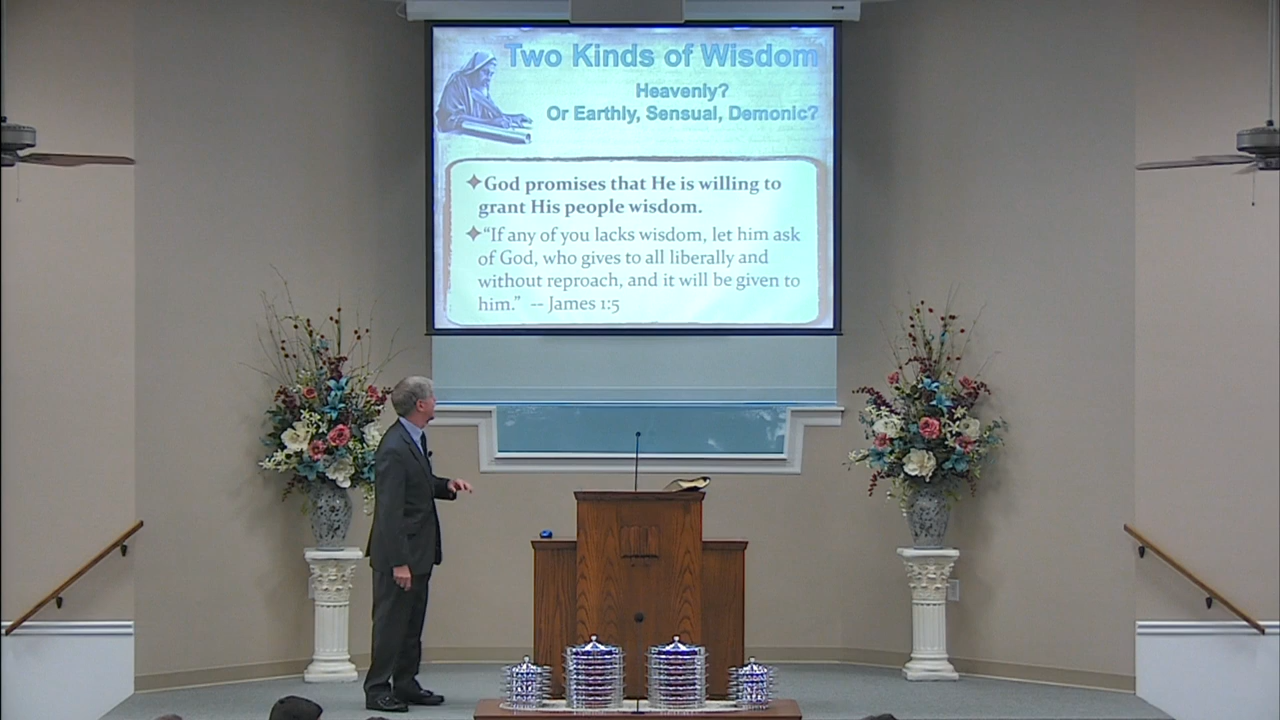 Two Kinds of Wisdom
Heavenly?
Or Earthly, Sensual, Demonic?
God promises that He is willing to
grant His people wisdom.
“If any of you lacks wisdom, let him ask
of God, who gives to all liberally and
without reproach, and it will be given to
him.” -- James 1:5